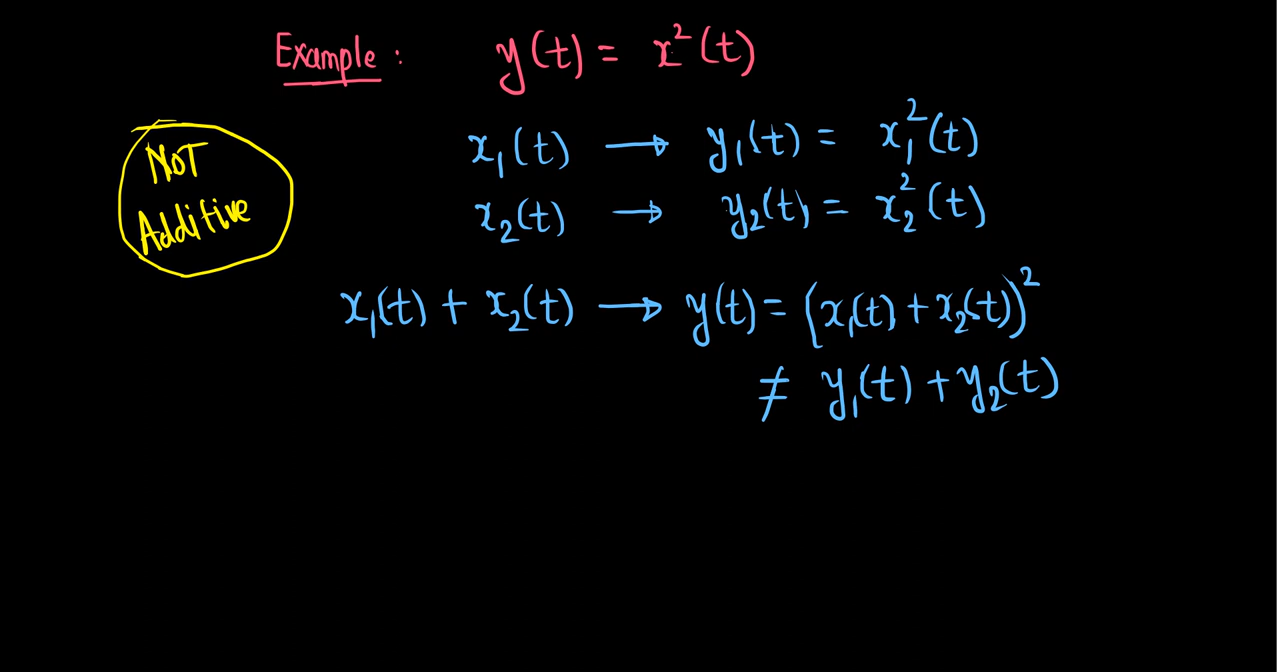 Example : y(t) = x²(t)
x₁(t) → y₁(t) = x₁²(t)
NOT
x₂(t) → y₂(t) = x₂²(t)
Additive
x₁(t) + x₂(t) → y(t) = (x₁(t) + x₂(t))²
≠ y₁(t) + y₂(t)